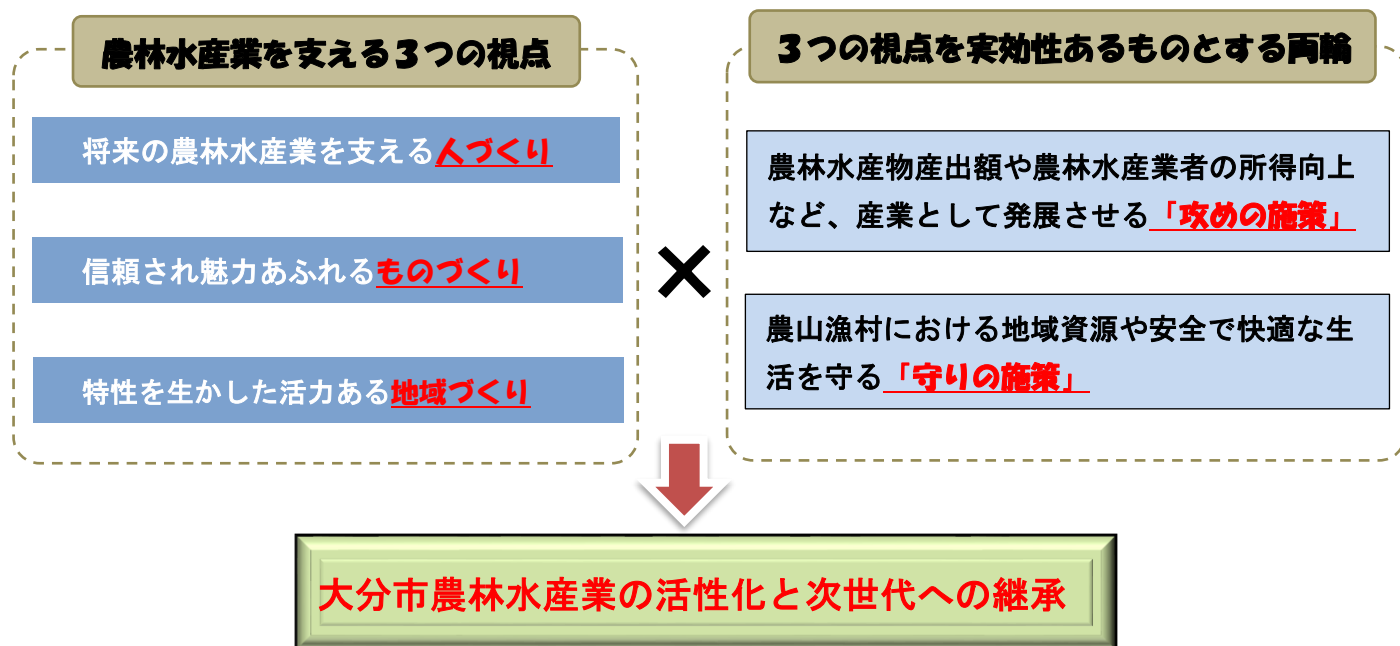 農林水産業を支える３つの視点
将来の農林水産業を支える人づくり
信頼され魅力あふれるものづくり
特性を生かした活力ある地域づくり
×
３つの視点を実効性あるものとする両輪
農林水産物産出額や農林水産業者の所得向上
など、産業として発展させる「攻めの施策」
農山漁村における地域資源や安全で快適な生
活を守る「守りの施策」
大分市農林水産業の活性化と次世代への継承